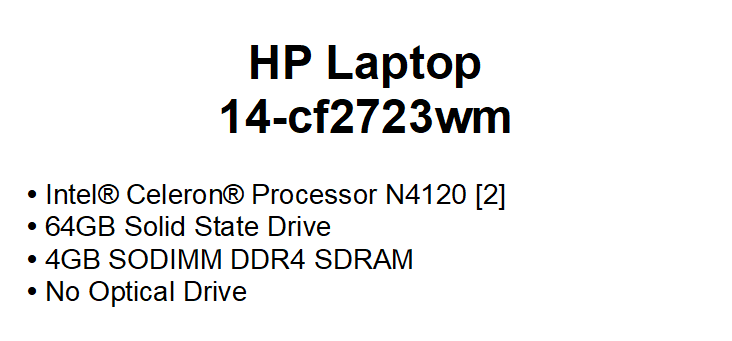 HP Laptop
14-cf2723wm
• Intel® Celeron® Processor N4120 [2]
• 64GB Solid State Drive
• 4GB SODIMM DDR4 SDRAM
• No Optical Drive